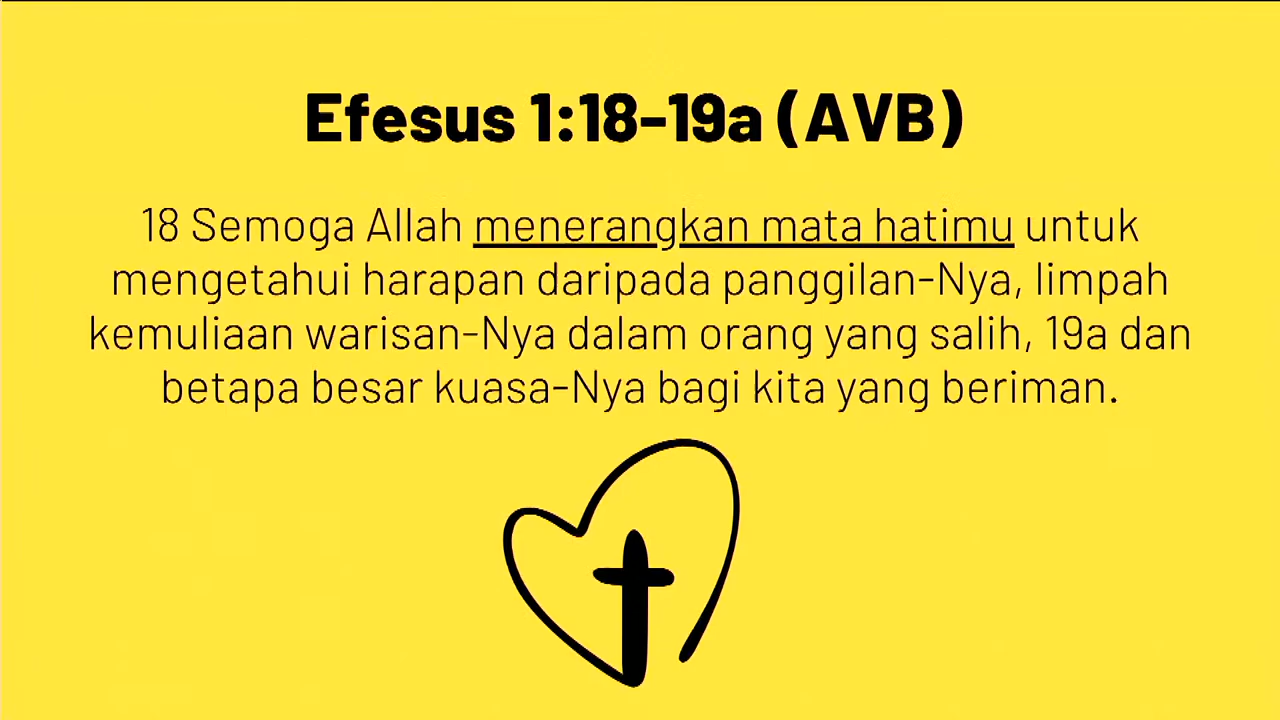 Efesus 1:18-19a (AVB)
18 Semoga Allah menerangkan mata hatimu untuk
mengetahui harapan daripada panggilan-Nya, limpah
kemuliaan warisan-Nya dalam orang yang salih, 19a dan
betapa besar kuasa-Nya bagi kita yang beriman.